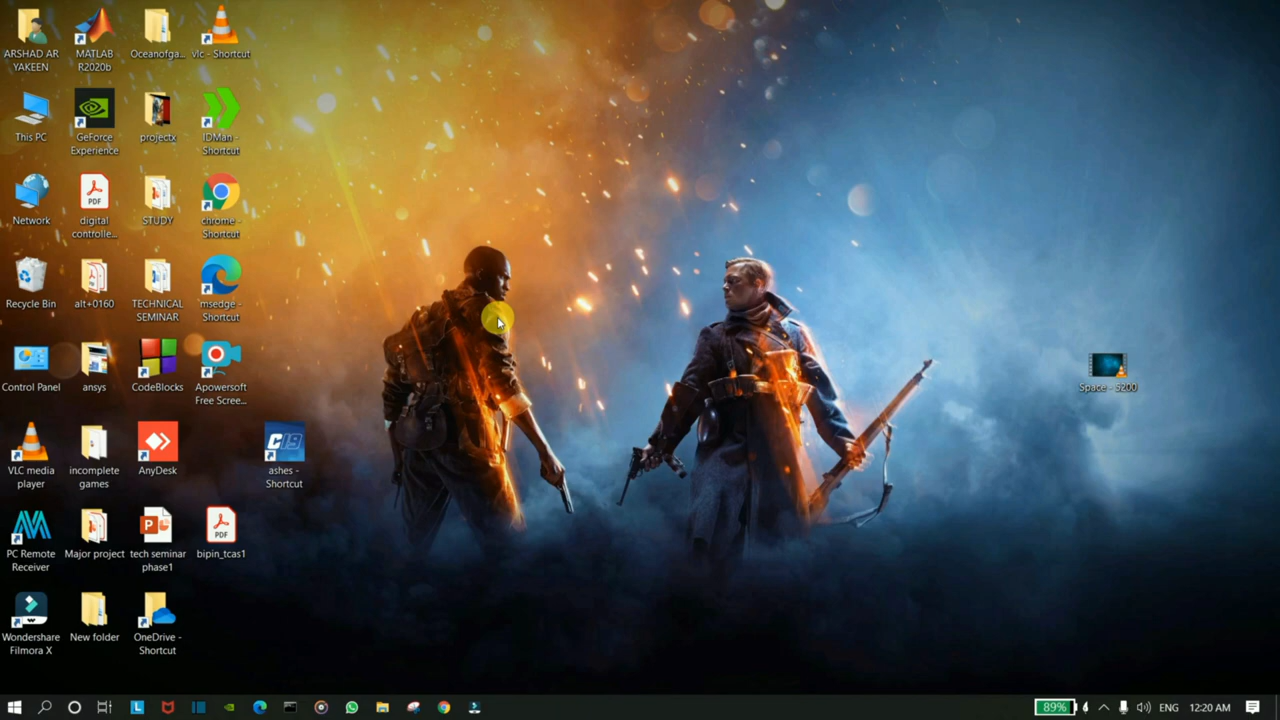 ARSHAD AR
YAKEEN
MATLAB
R2020b
Oceanofga...
vlc - Shortcut
This PC
GeForce
Experience
projectx
IDMan -
Shortcut
Network
PDF
digital
controlle...
STUDY
chrome -
Shortcut
Recycle Bin
alt+0160
TECHNICAL
SEMINAR
msedge -
Shortcut
Control Panel
ansys
CodeBlocks
Apowersoft
Free Scree...
Space - 5200
VLC media
player
incomplete
games
AnyDesk
C19
ashes -
Shortcut
PC Remote
Receiver
Major project
P
tech seminar
phase1
PDF
bipin_tcas1
Wondershare
Filmora X
New folder
OneDrive -
Shortcut
L
89%
ENG
12:20 AM